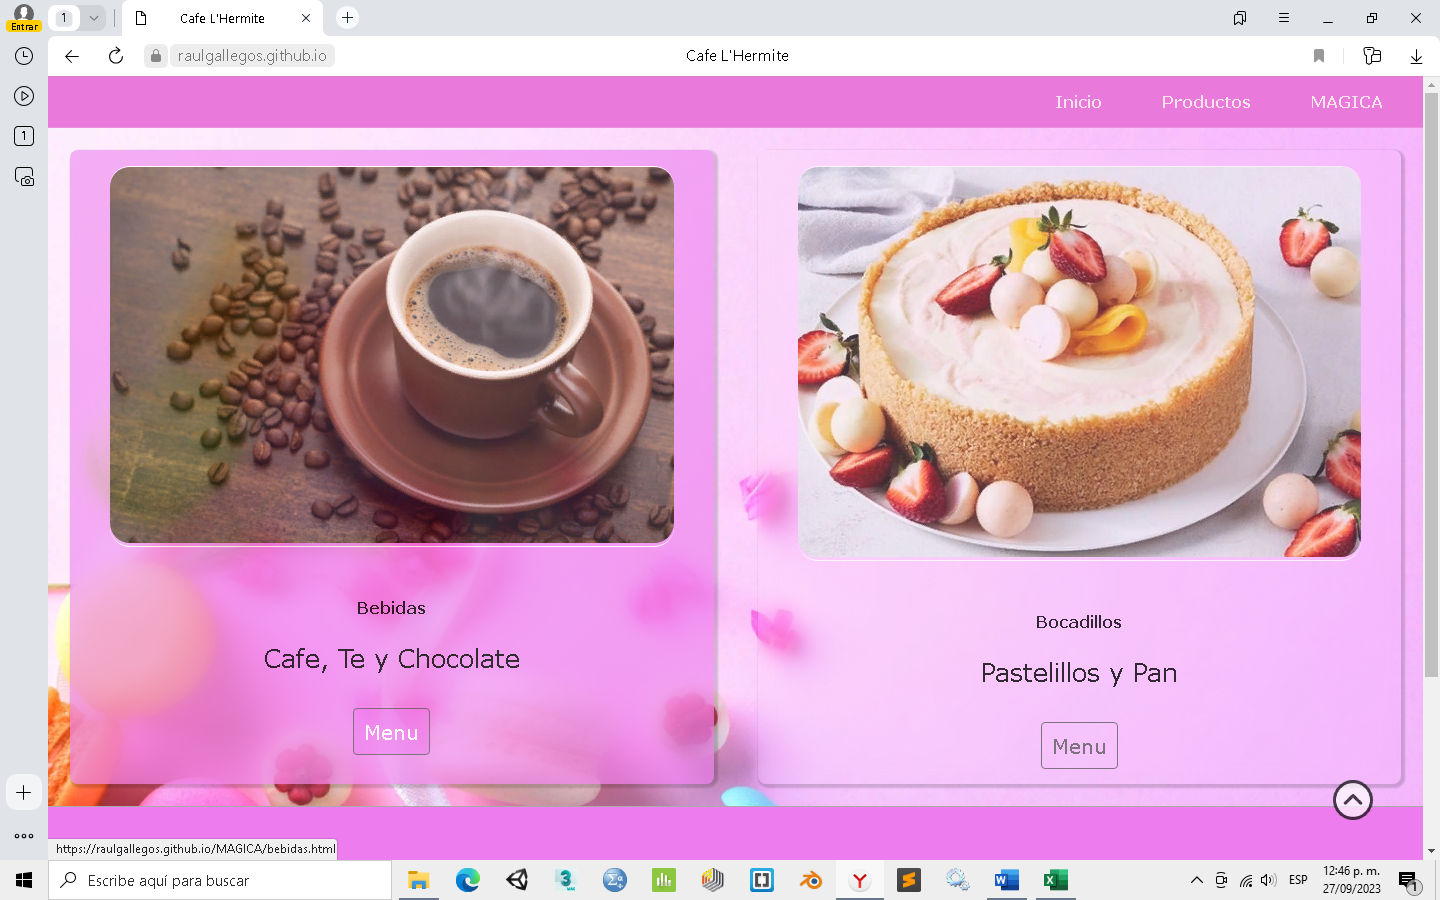 Entrar
1
Cafe L'Hermite
raulgallegos.github.io
Cafe L'Hermite
1
Inicio
Productos
MAGICA
Bebidas
Cafe, Te y Chocolate
Menu
Bocadillos
Pastelillos y Pan
Menu
https://raulgallegos.github.io/MAGICA/bebidas.html
Escribe aquí para buscar
ESP
12:46 p. m.
27/09/2023
1